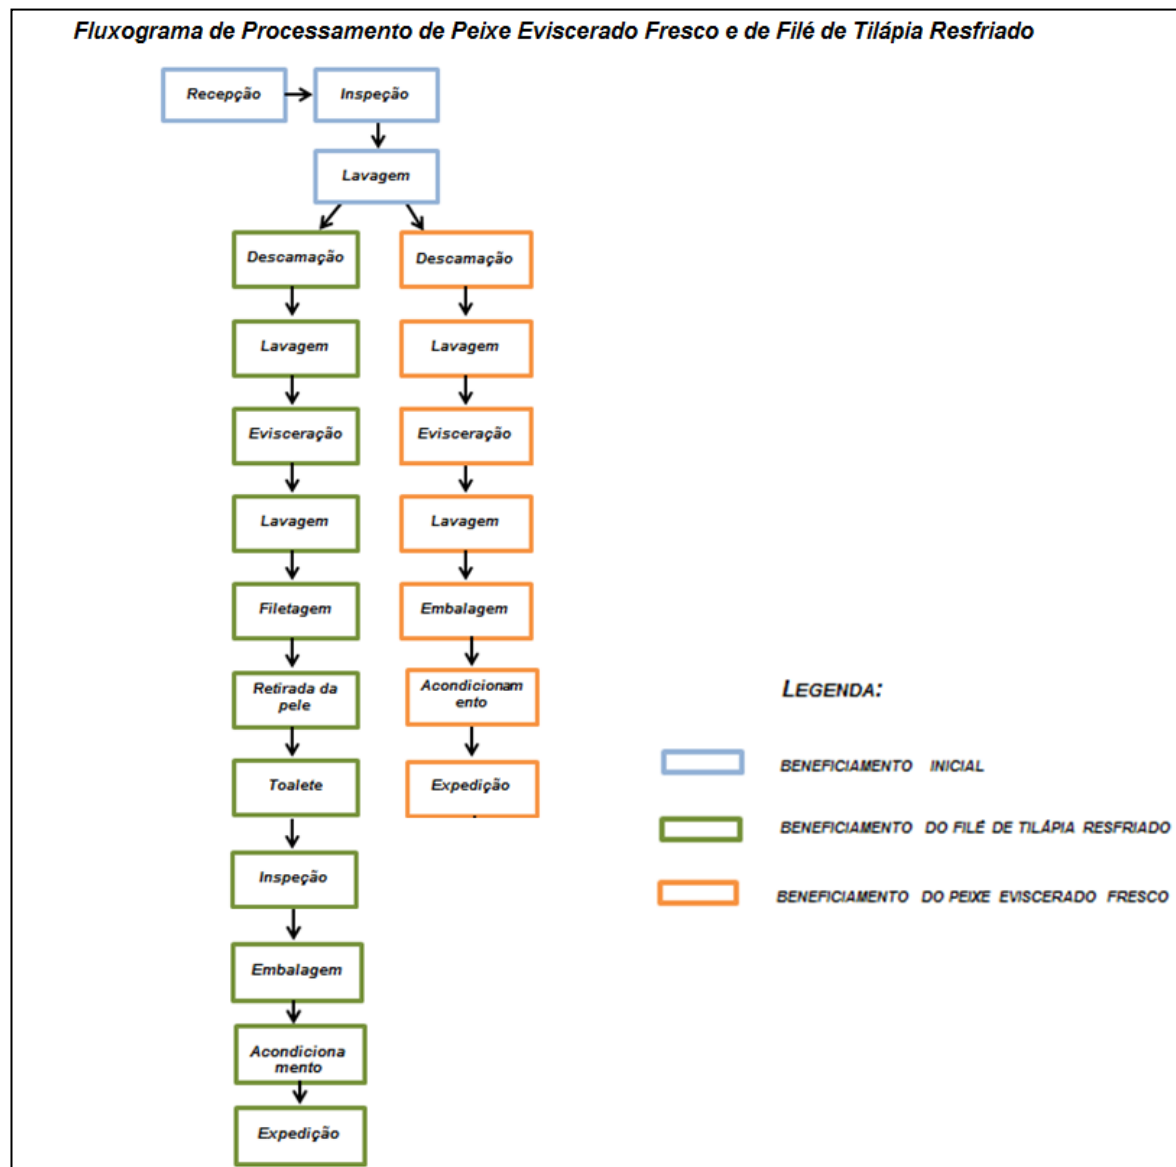 Fluxograma de Processamento de Peixe Eviscerado Fresco e de Filé de Tilápia Resfriado
Recepção
Inspeção
Lavagem
Descamação
Lavagem
Evisceração
Lavagem
Filetagem
Retirada da
pele
Toalete
Inspeção
Embalagem
Acondiciona
mento
Expedição
Descamação
Lavagem
Evisceração
Lavagem
Embalagem
Acondicionam
ento
Expedição
LEGENDA:
BENEFICIAMENTO INICIAL
BENEFICIAMENTO DO FILÉ DE TILÁPIA RESFRIADO
BENEFICIAMENTO DO PEIXE EVISCERADO FRESCO